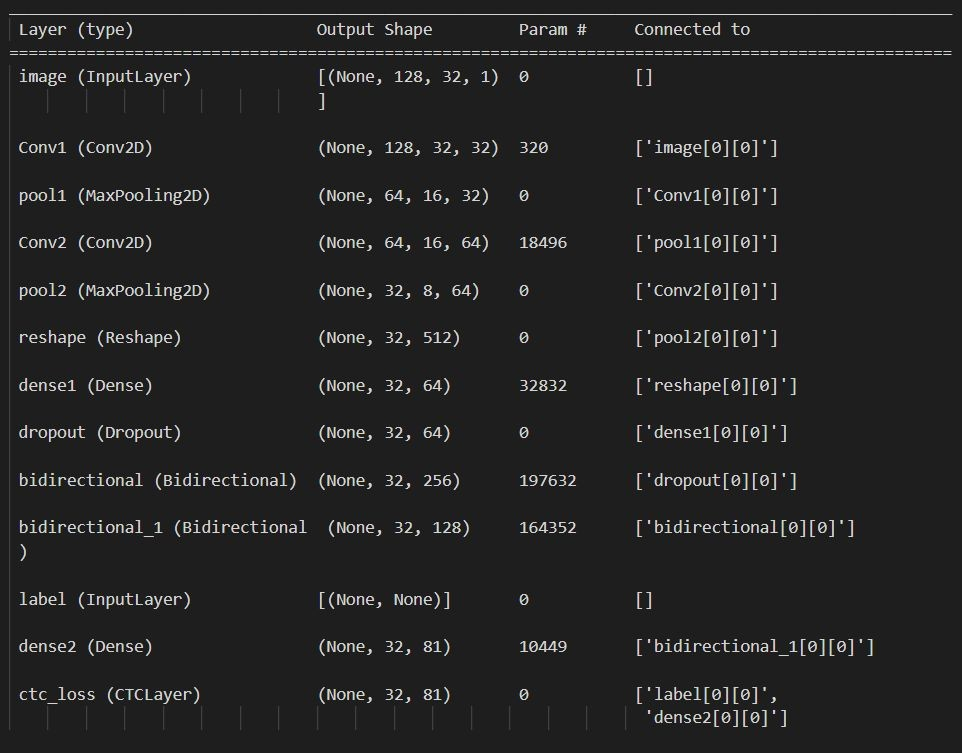 Layer (type) Output Shape Param # Connected to
==================================================================================================
image (InputLayer) [(None, 128, 32, 1) 0 []
]
Conv1 (Conv2D) (None, 128, 32, 32) 320 ['image[0][0]']
pool1 (MaxPooling2D) (None, 64, 16, 32) 0 ['Conv1[0][0]']
Conv2 (Conv2D) (None, 64, 16, 64) 18496 ['pool1[0][0]']
pool2 (MaxPooling2D) (None, 32, 8, 64) 0 ['Conv2[0][0]']
reshape (Reshape) (None, 32, 512) 0 ['pool2[0][0]']
dense1 (Dense) (None, 32, 64) 32832 ['reshape[0][0]']
dropout (Dropout) (None, 32, 64) 0 ['dense1[0][0]']
bidirectional (Bidirectional) (None, 32, 256) 197632 ['dropout[0][0]']
bidirectional_1 (Bidirectional (None, 32, 128) 164352 ['bidirectional[0][0]']
)
label (InputLayer) [(None, None)] 0 []
dense2 (Dense) (None, 32, 81) 10449 ['bidirectional_1[0][0]']
ctc_loss (CTCLayer) (None, 32, 81) 0 ['label[0][0]',
'dense2[0][0]']